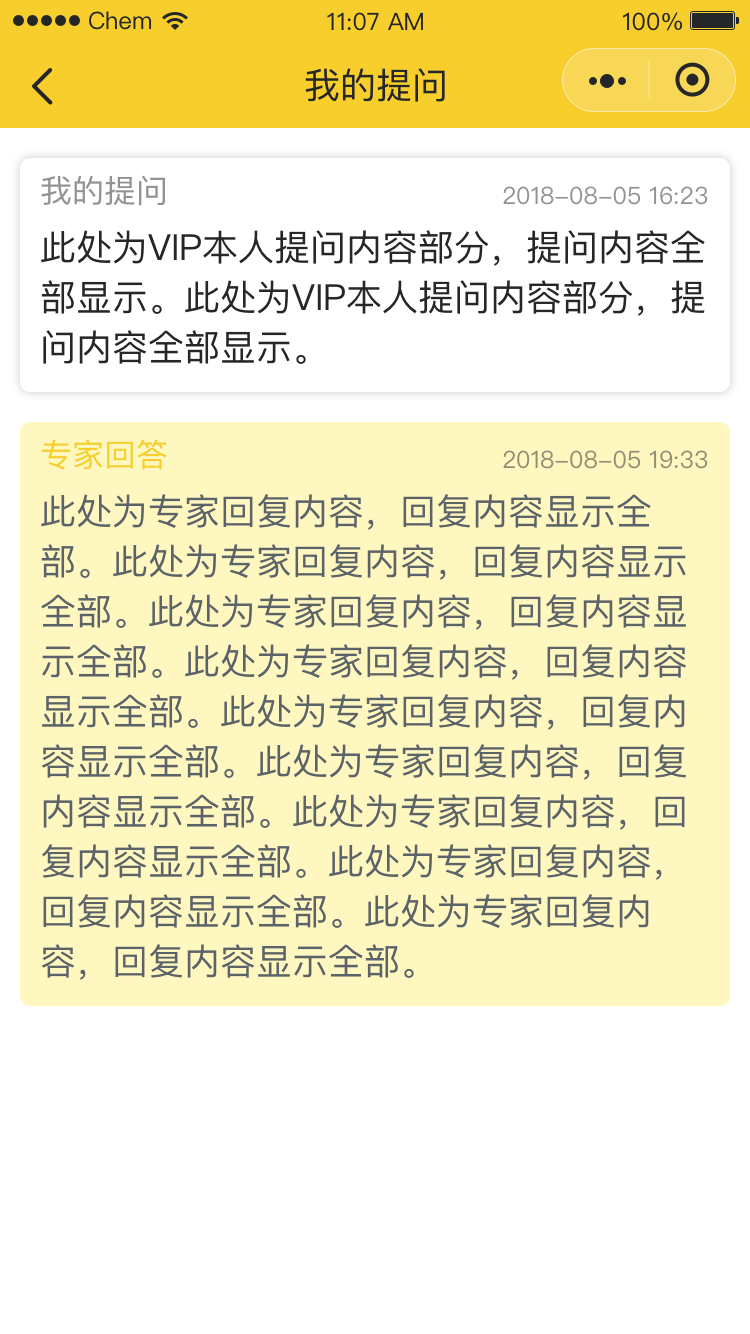 Chem 11:07 AM 100%
我的提问
我的提问 2018-08-05 16:23
此处为VIP本人提问内容部分，提问内容全
部显示。此处为VIP本人提问内容部分，提
问内容全部显示。
专家回答 2018-08-05 19:33
此处为专家回复内容，回复内容显示全
部。此处为专家回复内容，回复内容显示
全部。此处为专家回复内容，回复内容显
示全部。此处为专家回复内容，回复内容
显示全部。此处为专家回复内容，回复内
容显示全部。此处为专家回复内容，回复
内容显示全部。此处为专家回复内容，回
复内容显示全部。此处为专家回复内容，
回复内容显示全部。此处为专家回复内
容，回复内容显示全部。